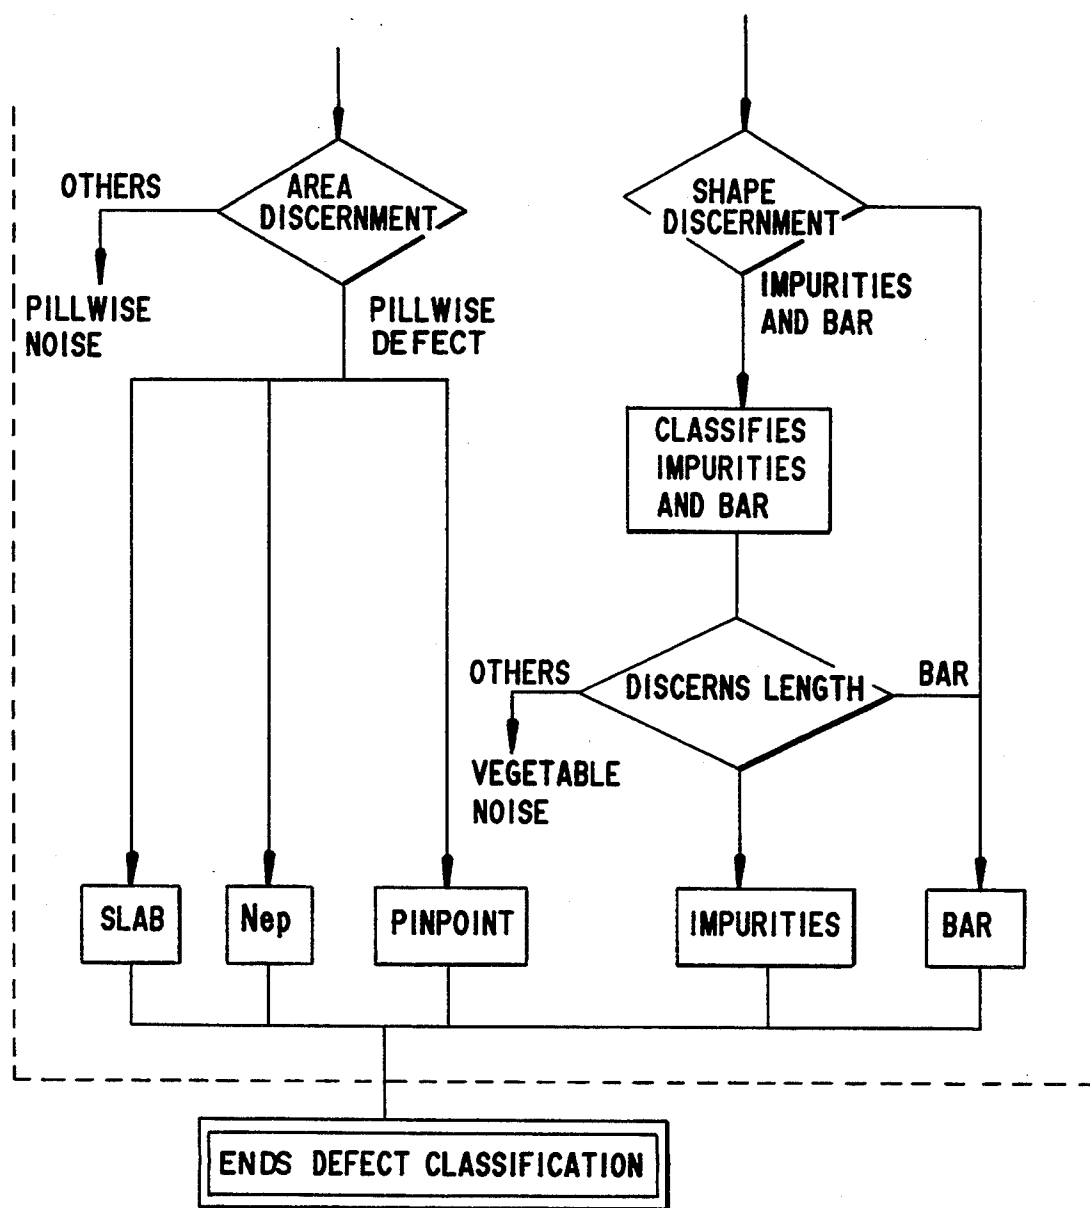 OTHERS
AREA
DISCERNMENT
SHAPE
DISCERNMENT
PILLWISE
NOISE
PILLWISE
DEFECT
IMPURITIES
AND BAR
CLASSIFIES
IMPURITIES
AND BAR
OTHERS
DISCERNS LENGTH
BAR
VEGETABLE
NOISE
SLAB
Nep
PINPOINT
IMPURITIES
BAR
ENDS DEFECT CLASSIFICATION